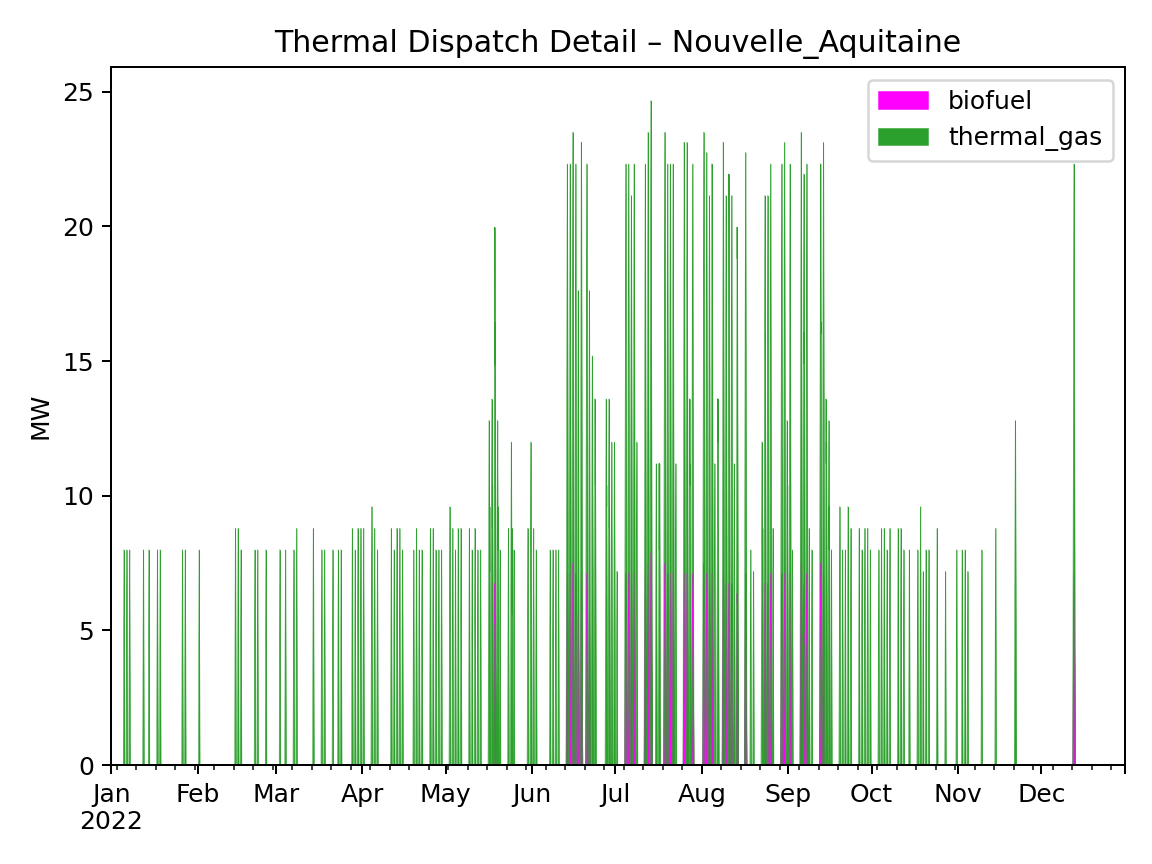 Thermal Dispatch Detail – Nouvelle_Aquitaine
25
20
15
10
5
0
MW
biofuel
thermal_gas
Jan Feb Mar Apr May Jun Jul Aug Sep Oct Nov Dec
2022